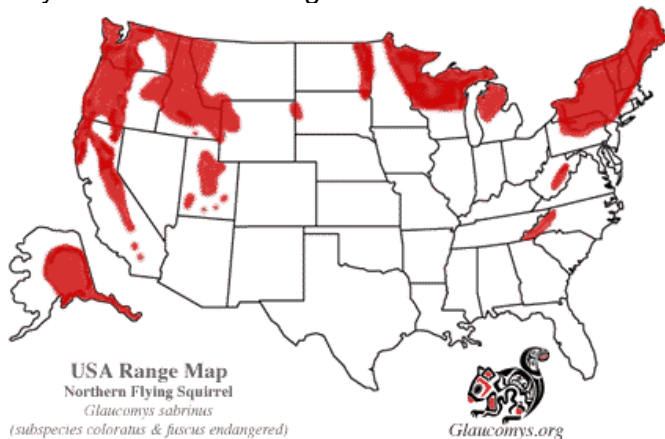 USA Range Map
Northern Flying Squirrel
Glaucomys sabrinus
(subspecies coloratus & fuscus endangered)
Glaucomys.org